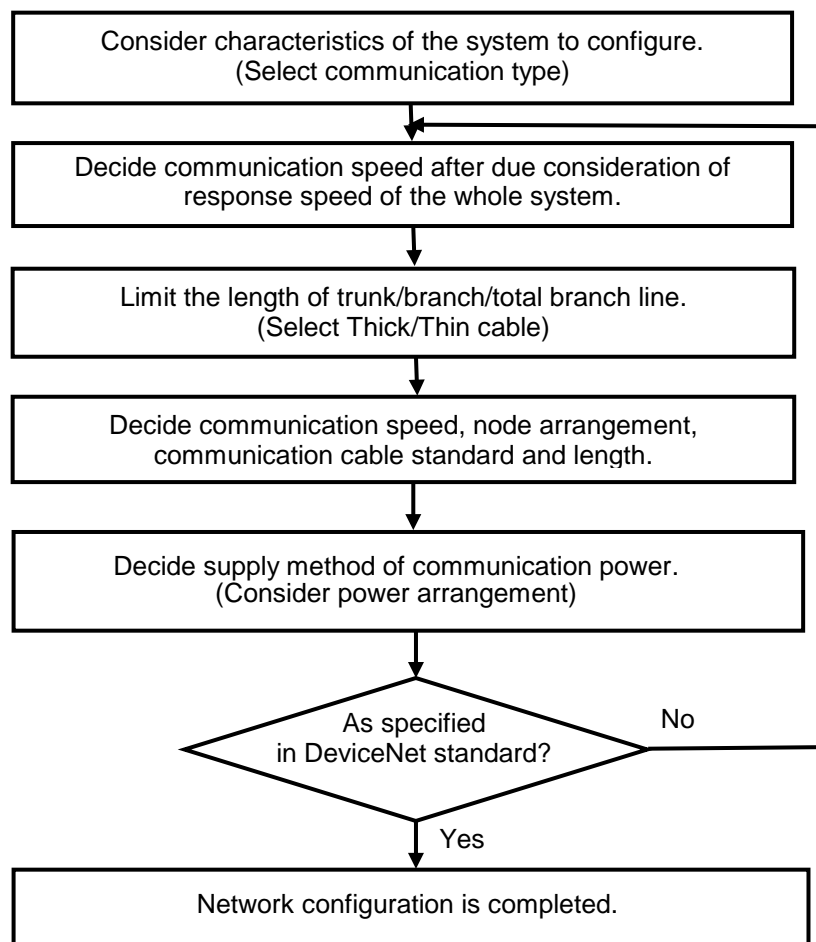 Consider characteristics of the system to configure.
(Select communication type)
Decide communication speed after due consideration of
response speed of the whole system.
Limit the length of trunk/branch/total branch line.
(Select Thick/Thin cable)
Decide communication speed, node arrangement,
communication cable standard and length.
Decide supply method of communication power.
(Consider power arrangement)
As specified
in DeviceNet standard?
No
Yes
Network configuration is completed.